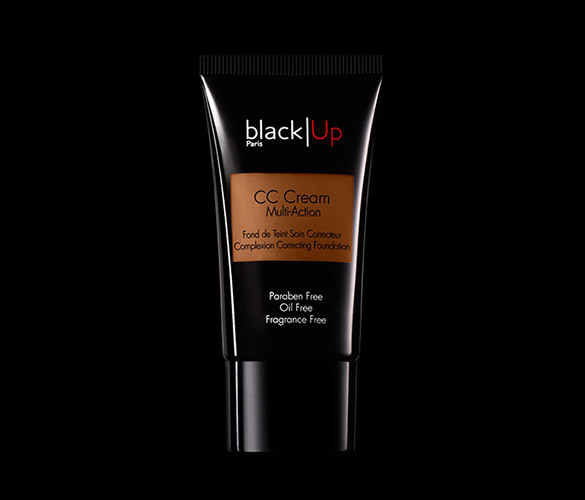 black|Up
Paris
CC Cream
Multi-Action
Fond de Teint Soin Correcteur
Complexion Correcting Foundation
Paraben Free
Oil Free
Fragrance Free